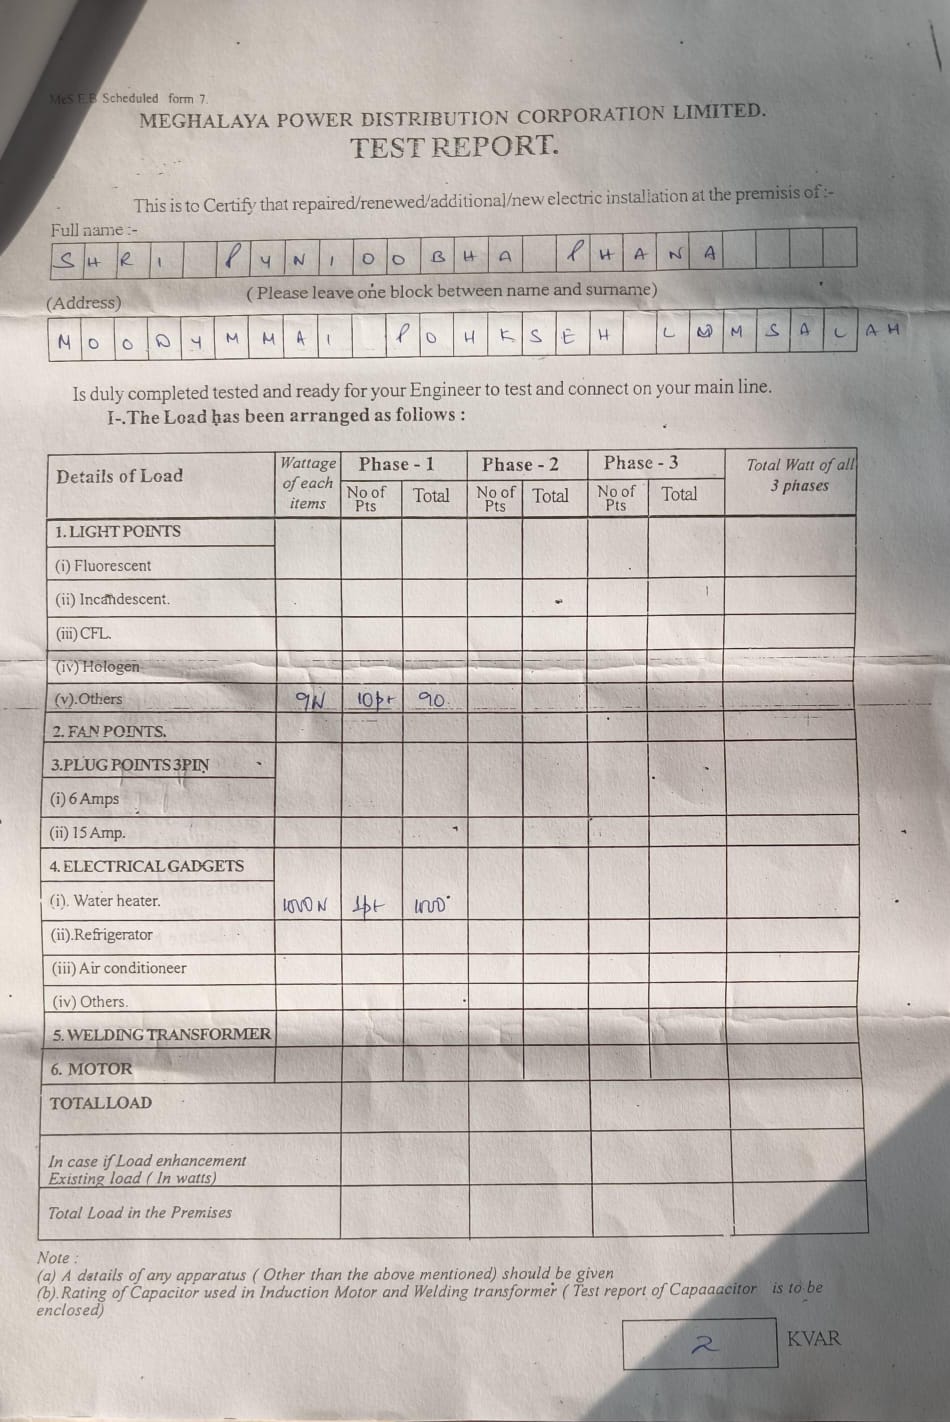 MeS.E.B Scheduled form 7.
MEGHALAYA POWER DISTRIBUTION CORPORATION LIMITED.
TEST REPORT.
This is to Certify that repaired/renewed/additional/new electric installation at the premisis of :-
Full name :-
SHRI PYNIOOBHA PHANA
(Address) ( Please leave one block between name and surname)
MOODYMMAI POHKSEH LUMSALAH
Is duly completed tested and ready for your Engineer to test and connect on your main line.
I-.The Load has been arranged as follows :
Details of Load Wattage of each items Phase - 1 Phase - 2 Phase - 3 Total Watt of all 3 phases
No of Pts Total No of Pts Total No of Pts Total
1. LIGHT POINTS
(i) Fluorescent
(ii) Incandescent.
(iii) CFL.
(iv) Hologen
(v).Others 9W 10pt 90
2. FAN POINTS.
3.PLUG POINTS 3PIN
(i) 6 Amps
(ii) 15 Amp.
4. ELECTRICAL GADGETS
(i). Water heater. 1000W 1pt 1000
(ii).Refrigerator
(iii) Air conditioneer
(iv) Others.
5. WELDING TRANSFORMER
6. MOTOR
TOTAL LOAD
In case if Load enhancement
Existing load ( In watts)
Total Load in the Premises
Note :
(a) A details of any apparatus ( Other than the above mentioned) should be given
(b).Rating of Capacitor used in Induction Motor and Welding transformer ( Test report of Capaaacitor is to be
enclosed)
2 KVAR